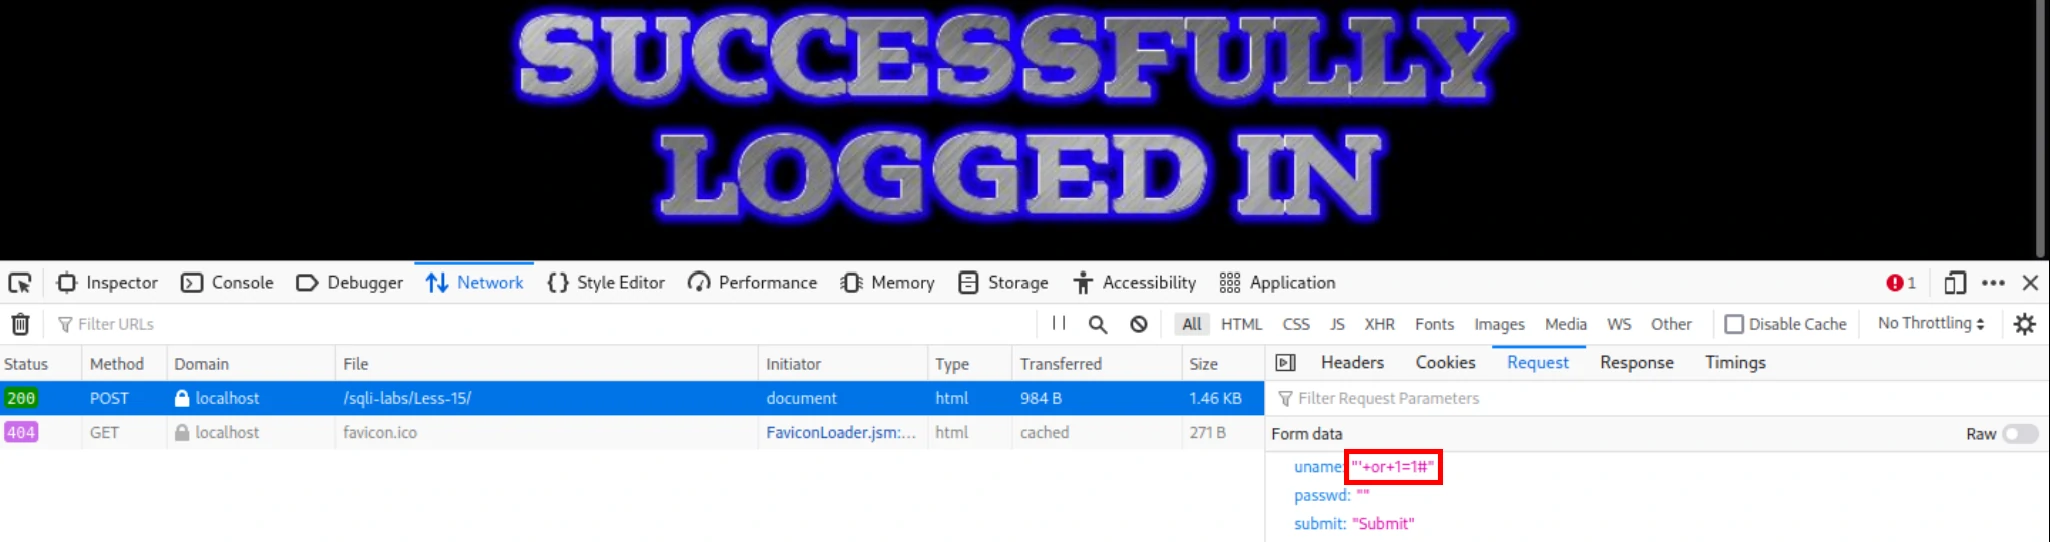 SUCCESSFULLY
LOGGED IN
Inspector Console Debugger Network Style Editor Performance Memory Storage Accessibility Application 1
Filter URLs All HTML CSS JS XHR Fonts Images Media WS Other Disable Cache No Throttling
Status Method Domain File Initiator Type Transferred Size Headers Cookies Request Response Timings
200 POST localhost /sqli-labs/Less-15/ document html 984 B 1.46 KB Filter Request Parameters
404 GET localhost favicon.ico FaviconLoader.jsm:... html cached 271 B Form data Raw
uname: "'+or+1=1#"
passwd: ""
submit: "Submit"